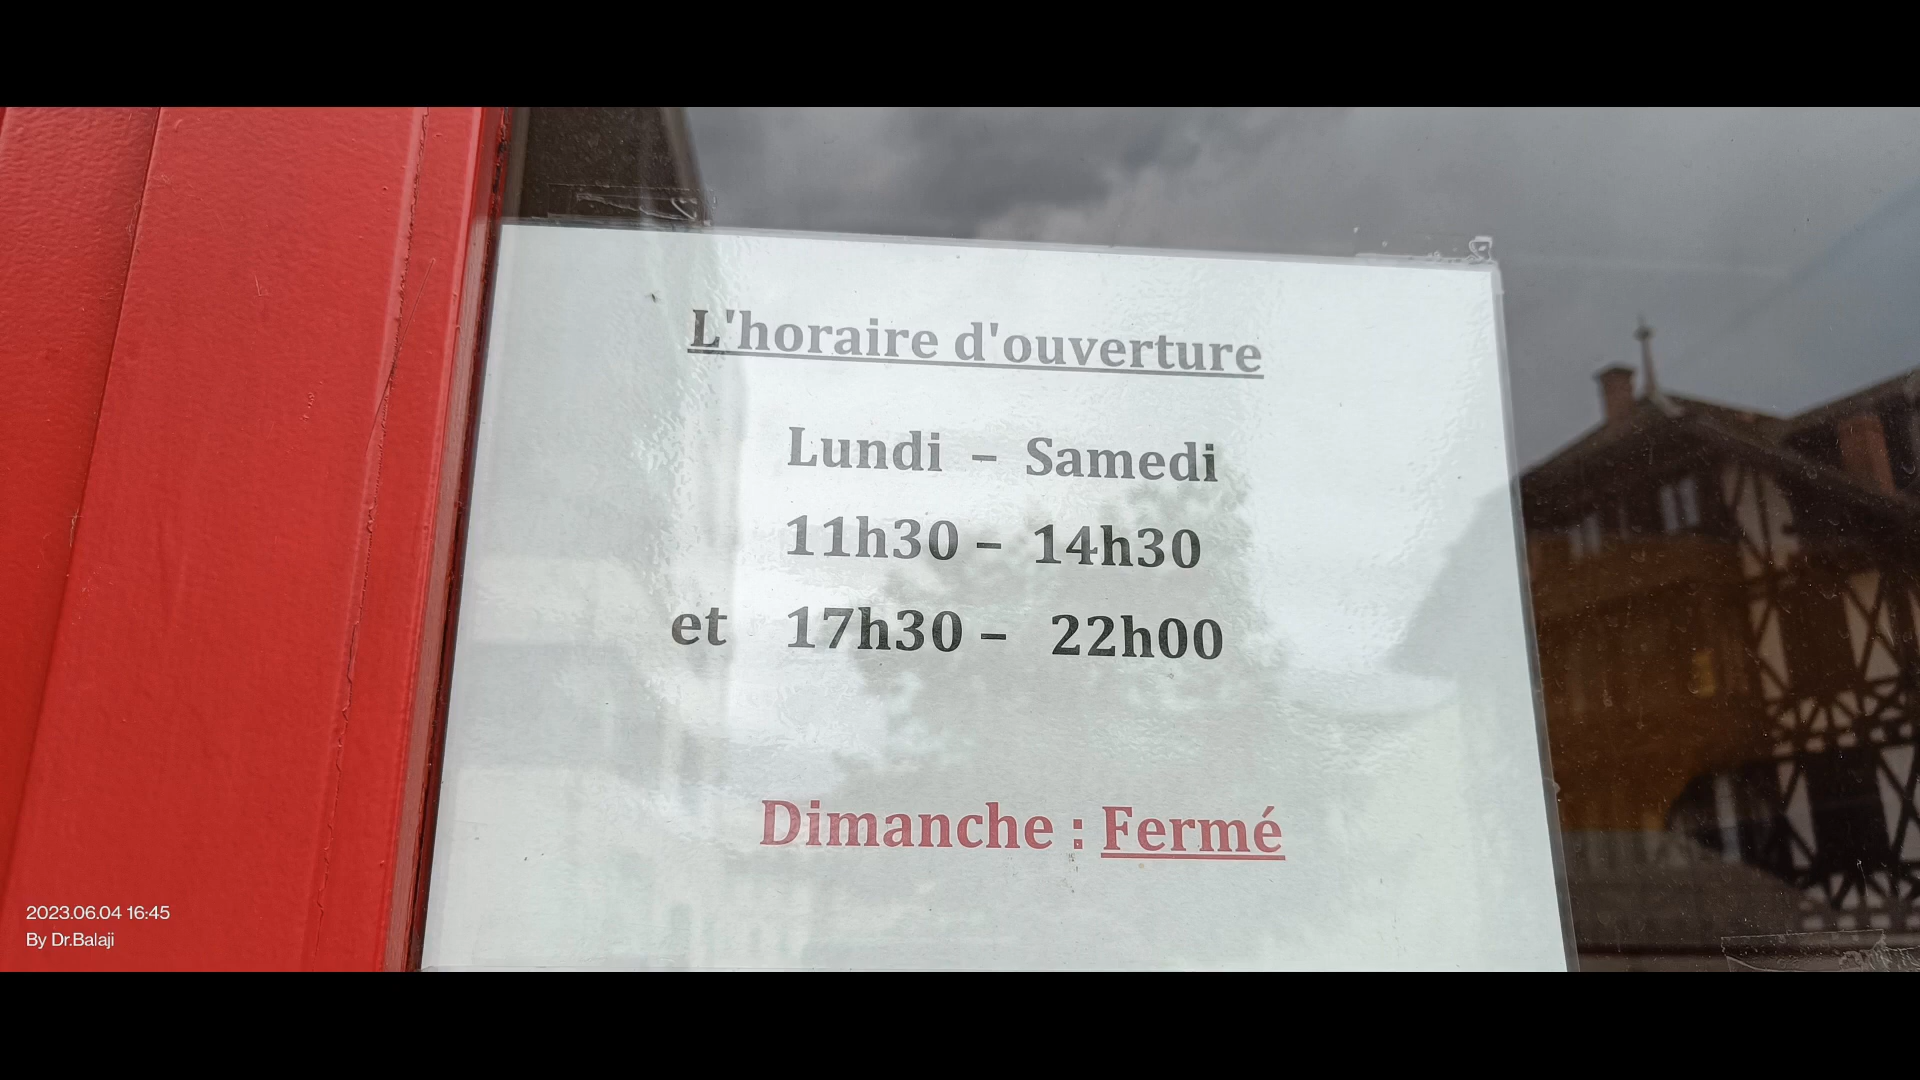 L'horaire d'ouverture
Lundi – Samedi
11h30 – 14h30
et 17h30 – 22h00
Dimanche : Fermé
2023.06.04 16:45
By Dr.Balaji